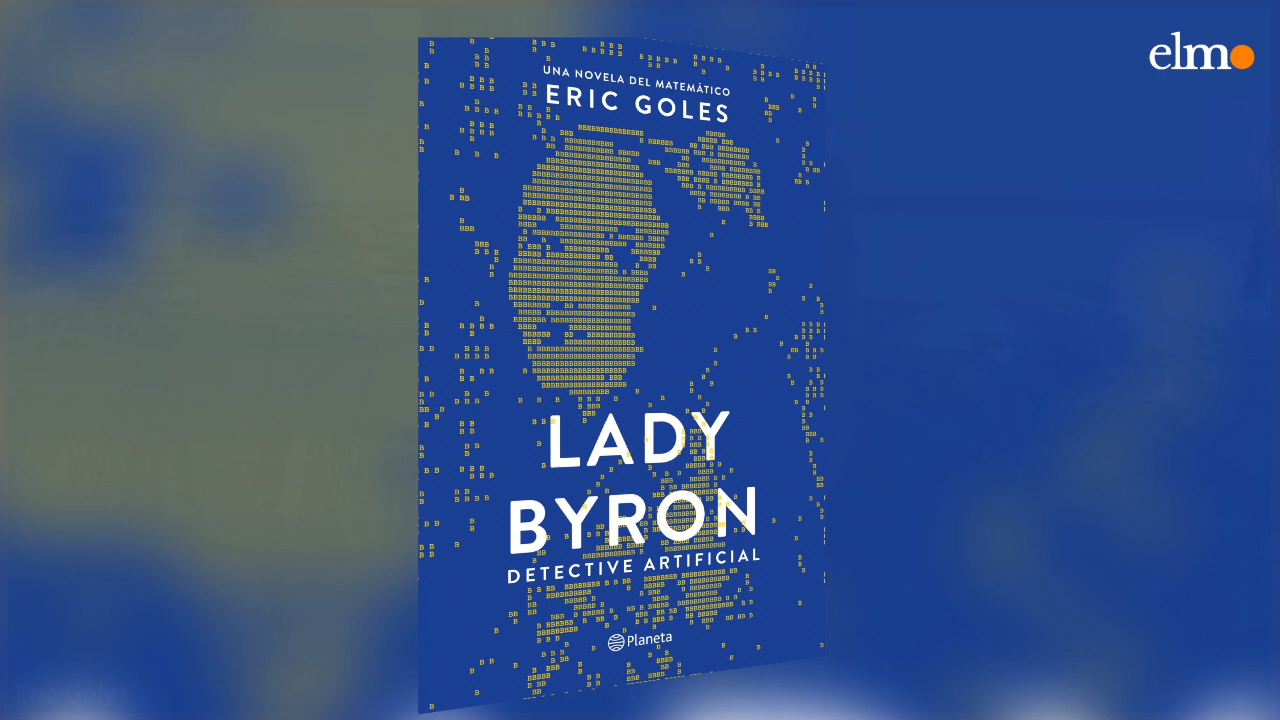 elmo
UNA NOVELA DEL MATEMÁTICO
ERIC GOLES
LADY
BYRON
DETECTIVE ARTIFICIAL
Planeta